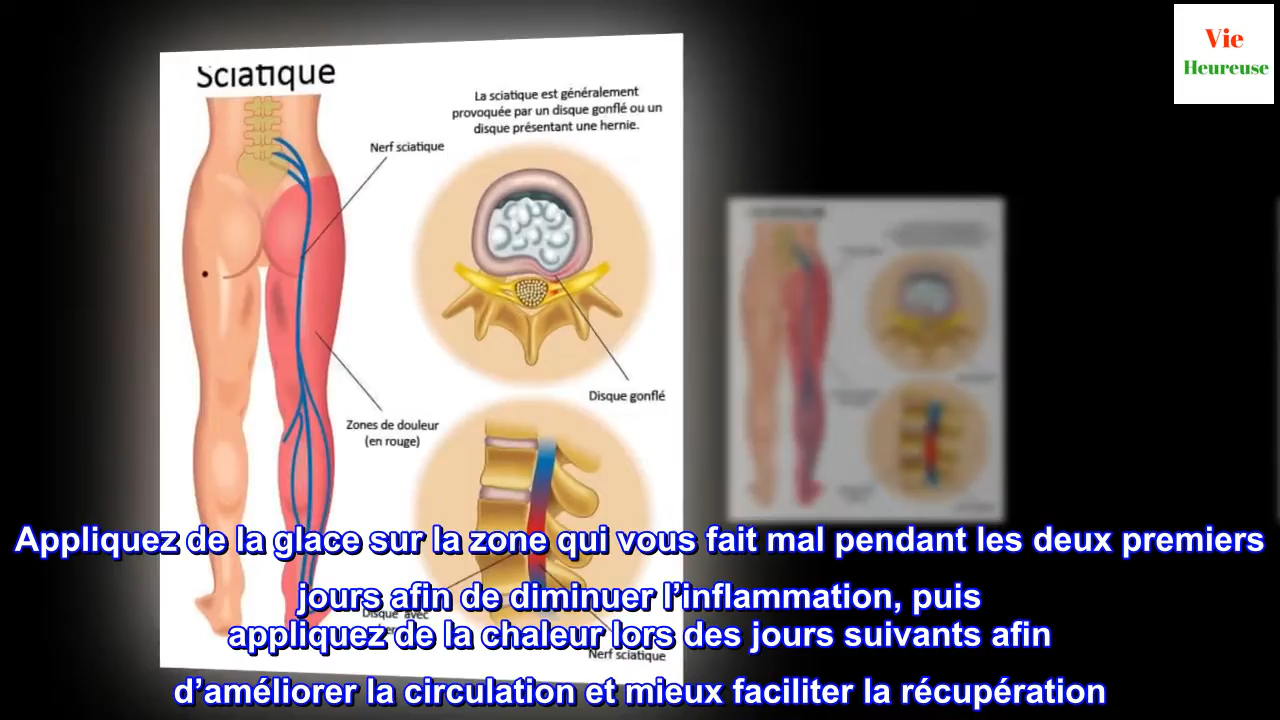 Vie
Heureuse
Sciatique
La sciatique est généralement
provoquée par un disque gonflé ou un
disque présentant une hernie.
Nerf sciatique
Disque gonflé
Zones de douleur
(en rouge)
Appliquez de la glace sur la zone qui vous fait mal pendant les deux premiers
jours afin de diminuer l’inflammation, puis
Disque avec
appliquez de la chaleur lors des jours suivants afin
Nerf sciatique
d’améliorer la circulation et mieux faciliter la récupération